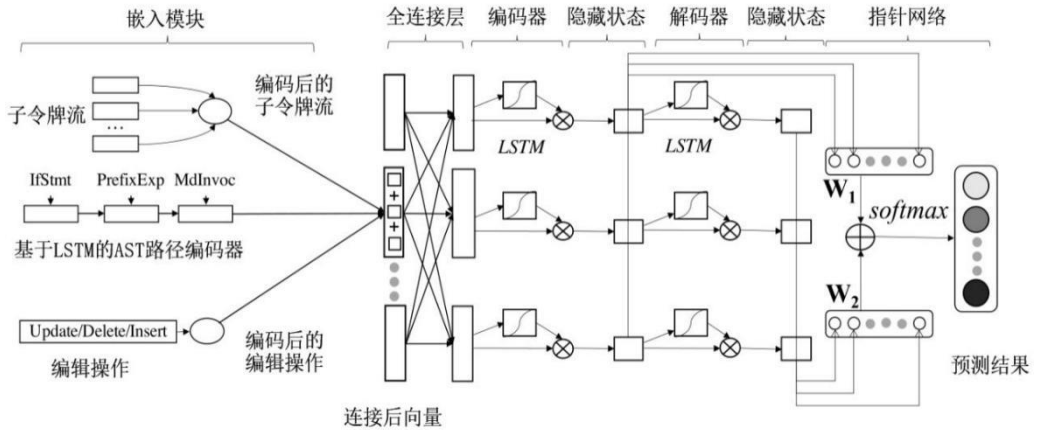 嵌入模块
全连接层
编码器
隐藏状态
解码器
隐藏状态
指针网络
子令牌流
...
编码后的
子令牌流
IfStmt
PrefixExp
MdInvoc
基于LSTM的AST路径编码器
Update/Delete/Insert
编辑操作
编码后的
编辑操作
+
+
连接后向量
LSTM
LSTM
W1
softmax
W2
预测结果